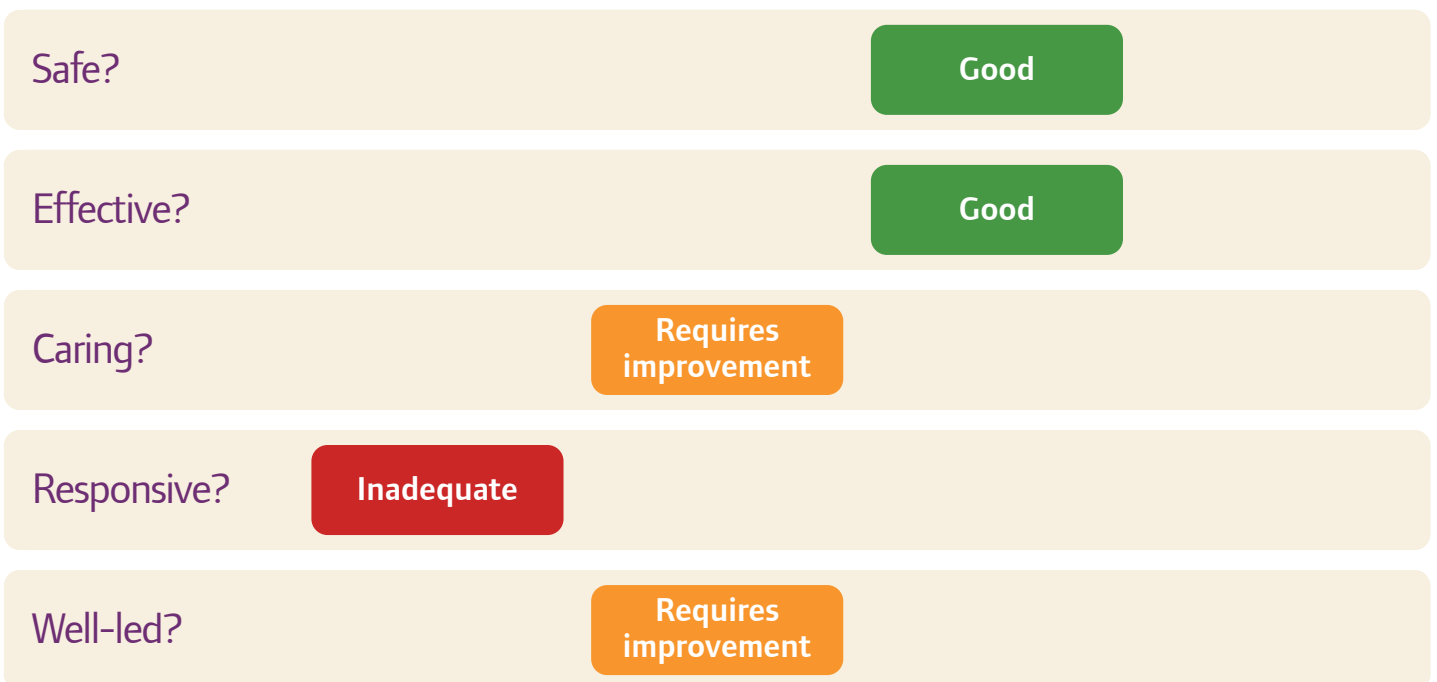 Safe?
Good
Effective?
Good
Caring?
Requires
improvement
Responsive?
Inadequate
Well-led?
Requires
improvement